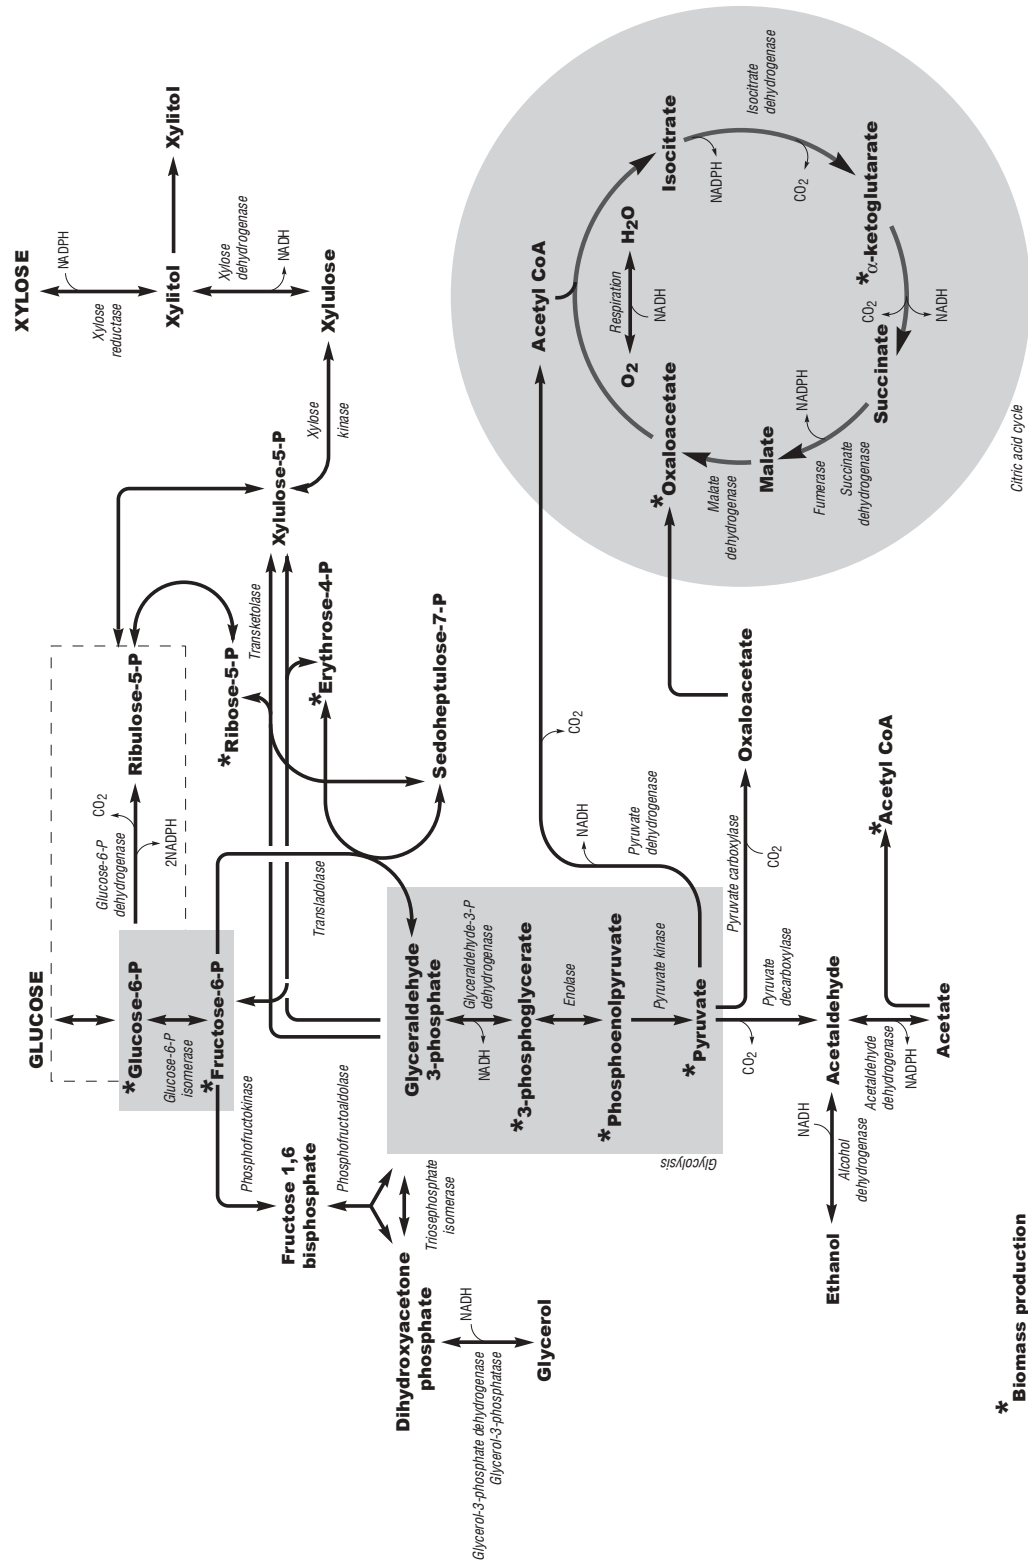 GLUCOSE
XYLOSE
*Glucose-6-P
Glucose-6-P
dehydrogenase
CO2
2NADPH
Ribulose-5-P
Xylose
reductase
NADPH
Glucose-6-P
isomerase
Xylitol
Xylitol
*Fructose-6-P
*Ribose-5-P
Xylose
dehydrogenase
NADH
Phosphofructokinase
Transketolase
Xylulose-5-P
Xylose
kinase
Xylulose
Fructose 1,6
bisphosphate
Transladolase
*Erythrose-4-P
Phosphofructoaldolase
Dihydroxyacetone
phosphate
Triosephosphate
isomerase
Glyceraldehyde
3-phosphate
Sedoheptulose-7-P
Glycerol-3-phosphate dehydrogenase
Glycerol-3-phosphatase
NADH
NADH
Glyceraldehyde-3-P
dehydrogenase
Glycerol
*3-phosphoglycerate
CO2
Acetyl CoA
Enolase
NADH
*Phosphoenolpyruvate
Pyruvate
dehydrogenase
Respiration
O2
H2O
NADH
Pyruvate kinase
Glycolysis
*Pyruvate
*Oxaloacetate
Isocitrate
Malate
dehydrogenase
NADPH
Isocitrate
dehydrogenase
Pyruvate carboxylase
CO2
Oxaloacetate
CO2
Pyruvate
decarboxylase
Malate
CO2
NADH
NADPH
Fumerase
Succinate
dehydrogenase
Ethanol
Alcohol
dehydrogenase
Acetaldehyde
*α-ketoglutarate
CO2
Succinate
NADH
Acetaldehyde
dehydrogenase
NADPH
*Acetyl CoA
Acetate
Citric acid cycle
*Biomass production